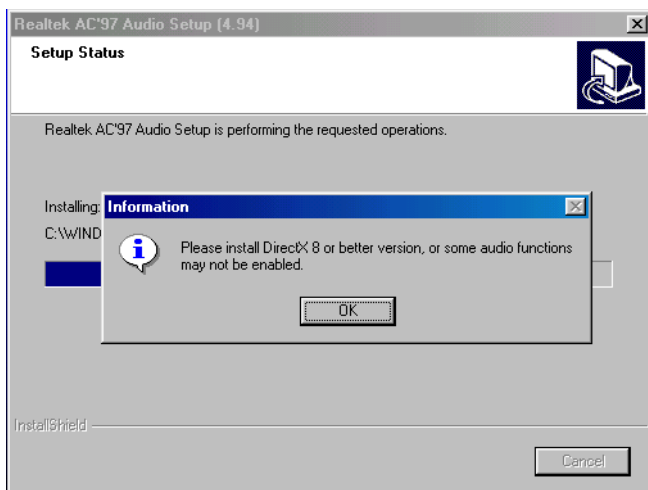 Realtek AC'97 Audio Setup (4.94)
Setup Status
Realtek AC'97 Audio Setup is performing the requested operations.
Installing:
C:\WIND
Information
Please install DirectX 8 or better version, or some audio functions
may not be enabled.
OK
InstallShield
Cancel